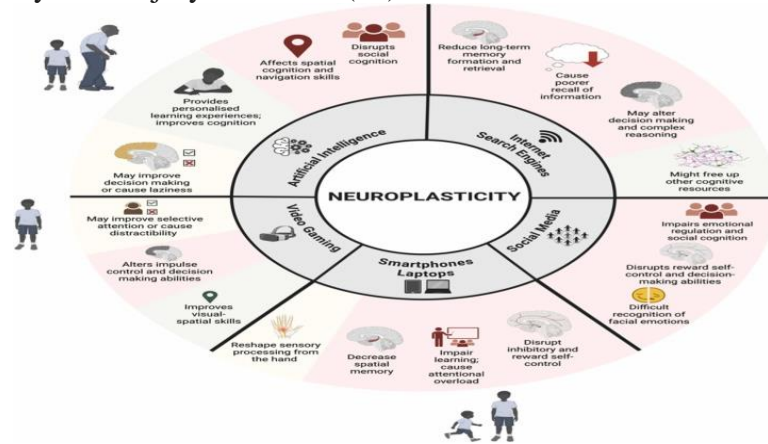 Disrupts
social
cognition
Affects spatial
cognition and
navigation skills
Provides
personalised
learning experiences;
improves cognition
May improve
decision making
or cause laziness
Artificial Intelligence
Reduce long-term
memory
formation and
retrieval
Cause
poorer
recall of
information
May alter
decision making
and complex
reasoning
Might free up
other cognitive
resources
Internet
Search Engines
NEUROPLASTICITY
May improve selective
attention or cause
distractibility
Alters impulse
control and decision
making abilities
Improves
visual-
spatial skills
Video Gaming
Smartphones
Laptops
Reshape sensory
processing from
the hand
Decrease
spatial
memory
Impair
learning;
cause
attentional
overload
Disrupt
inhibitory and
reward self-
control
Social Media
Impairs emotional
regulation and
social cognition
Disrupts reward self-
control and decision-
making abilities
Difficult
recognition of
facial emotions